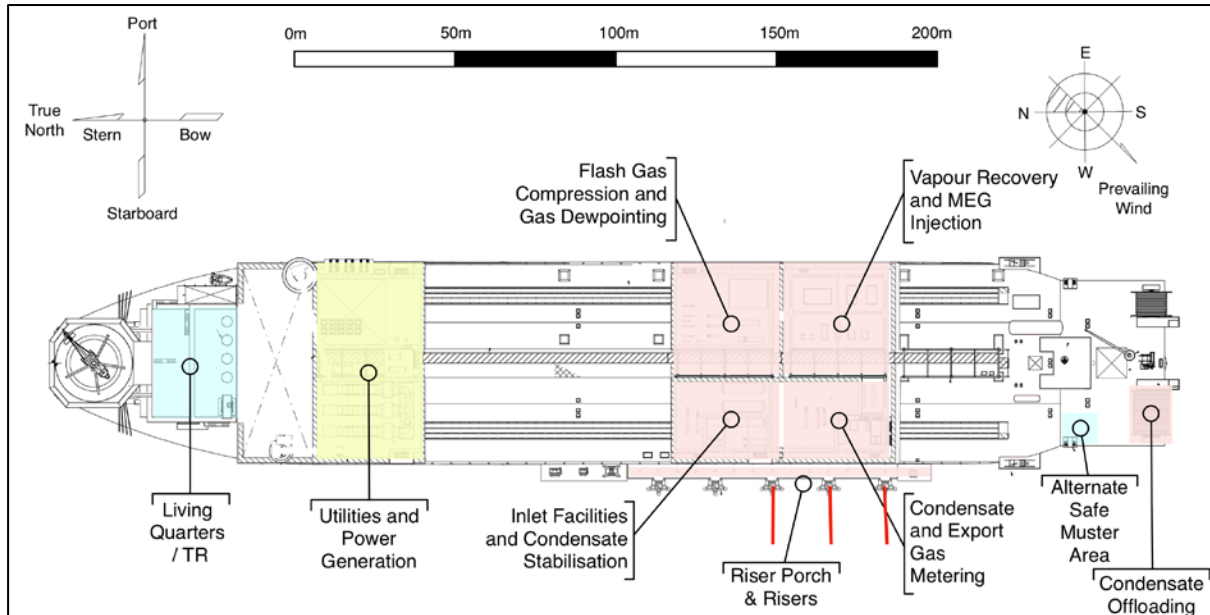 Port
True
North
Stern
Bow
Starboard
0m
50m
100m
150m
200m
E
N
S
W
Prevailing
Wind
Flash Gas
Compression and
Gas Dewpointing
Vapour Recovery
and MEG
Injection
Living
Quarters
/ TR
Utilities and
Power
Generation
Inlet Facilities
and Condensate
Stabilisation
Riser Porch
& Risers
Condensate
and Export
Gas
Metering
Alternate
Safe
Muster
Area
Condensate
Offloading